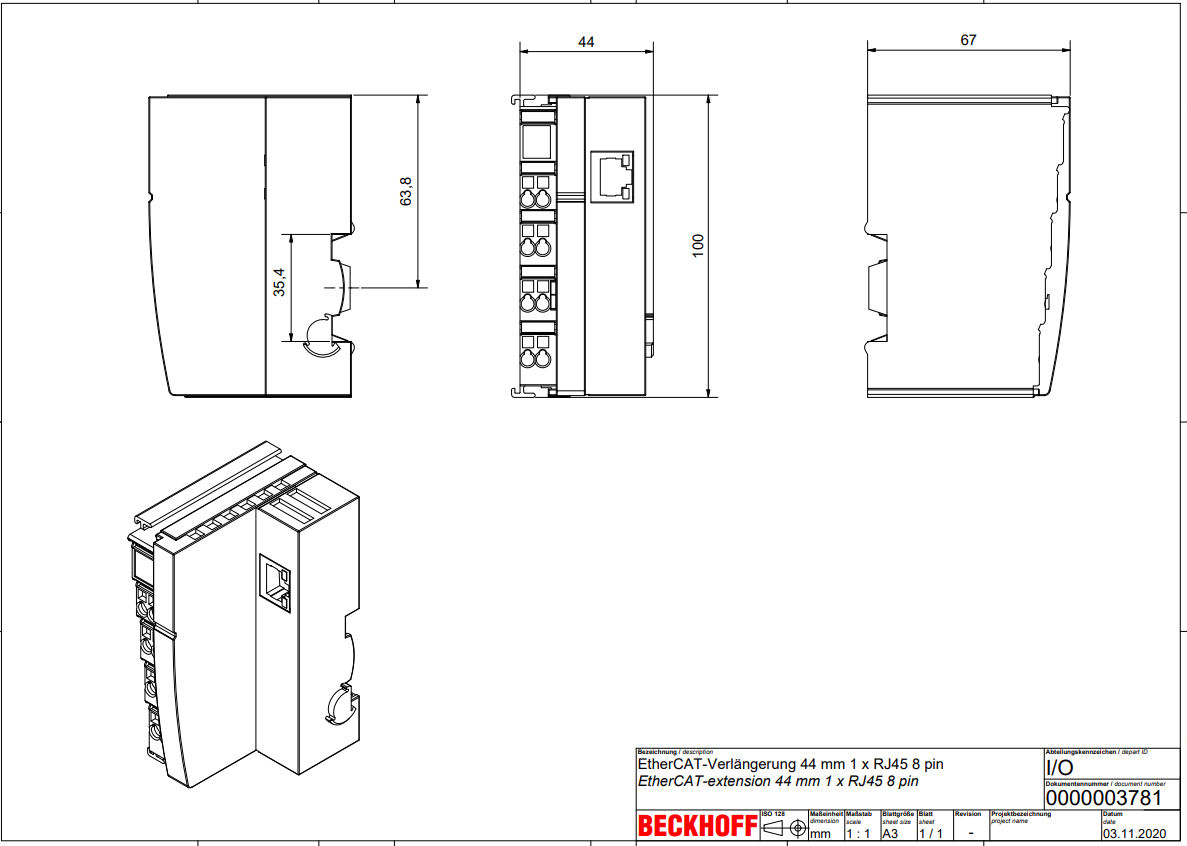 44
67
63,8
35,4
100
Bezeichnung / description
EtherCAT-Verlängerung 44 mm 1 x RJ45 8 pin
EtherCAT-extension 44 mm 1 x RJ45 8 pin
Abteilungskennzeichen / depart ID
I/O
Dokumentennummer / document number
0000003781
BECKHOFF
ISO 128
Maßeinheit
dimension
mm
Maßstab
scale
1 : 1
Blattgröße
sheet size
A3
Blatt
sheet
1 / 1
Revision
-
Projektbezeichnung
project name
Datum
date
03.11.2020